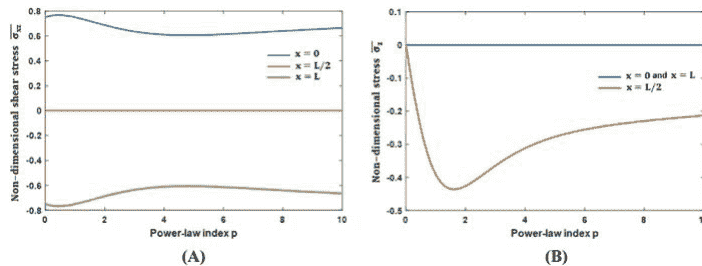 Non-dimensional shear stress σxz
0.8
0.6
0.4
0.2
0
-0.2
-0.4
-0.6
-0.8
x = 0
x = L/2
x = L
0 2 4 6 8 10
Power-law index p
(A)
Non-dimensional stress σz
0.1
0
-0.1
-0.2
-0.3
-0.4
-0.5
x = 0 and x = L
x = L/2
0 2 4 6 8 10
Power-law index p
(B)